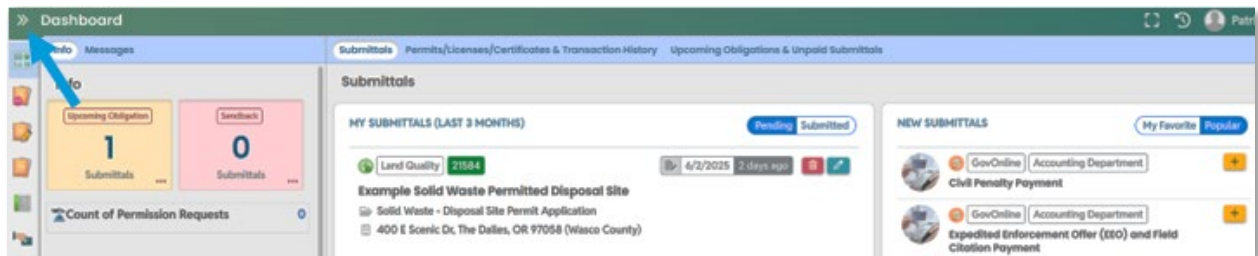 Dashboard
Info Messages
Submittals Permits/Licenses/Certificates & Transaction History Upcoming Obligations & Unpaid Submittals
Submittals
Upcoming Obligation
1
Submittals
...
Sendback
0
Submittals
...
Count of Permission Requests 0
MY SUBMITTALS (LAST 3 MONTHS) Pending Submitted
Land Quality 21584 6/2/2025 2 days ago
Example Solid Waste Permitted Disposal Site
Solid Waste - Disposal Site Permit Application
400 E Scenic Dr, The Dalles, OR 97058 (Wasco County)
NEW SUBMITTALS My Favorite Popular
GovOnline Accounting Department
Civil Penalty Payment
GovOnline Accounting Department
Expedited Enforcement Offer (EEO) and Field
Citation Payment